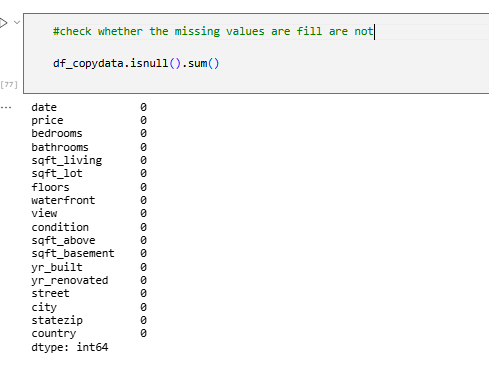 #check whether the missing values are fill are not
df_copydata.isnull().sum()
[77]
...
date 0
price 0
bedrooms 0
bathrooms 0
sqft_living 0
sqft_lot 0
floors 0
waterfront 0
view 0
condition 0
sqft_above 0
sqft_basement 0
yr_built 0
yr_renovated 0
street 0
city 0
statezip 0
country 0
dtype: int64